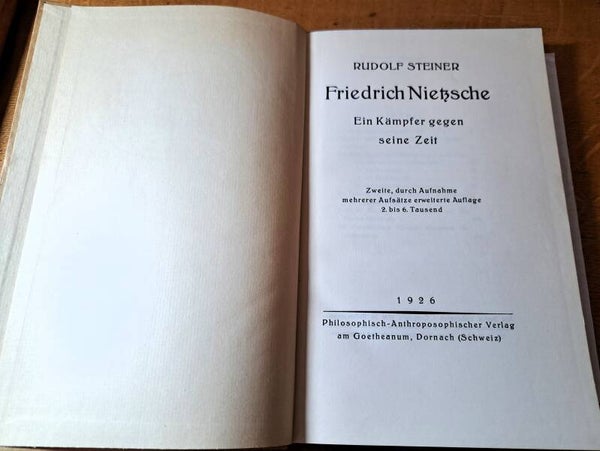 RUDOLF STEINER
Friedrich Nietzsche
Ein Kämpfer gegen
seine Zeit
Zweite, durch Aufnahme
mehrerer Aufsätze erweiterte Auflage
2. bis 6. Tausend
1926
Philosophisch-Anthroposophischer Verlag
am Goetheanum, Dornach (Schweiz)